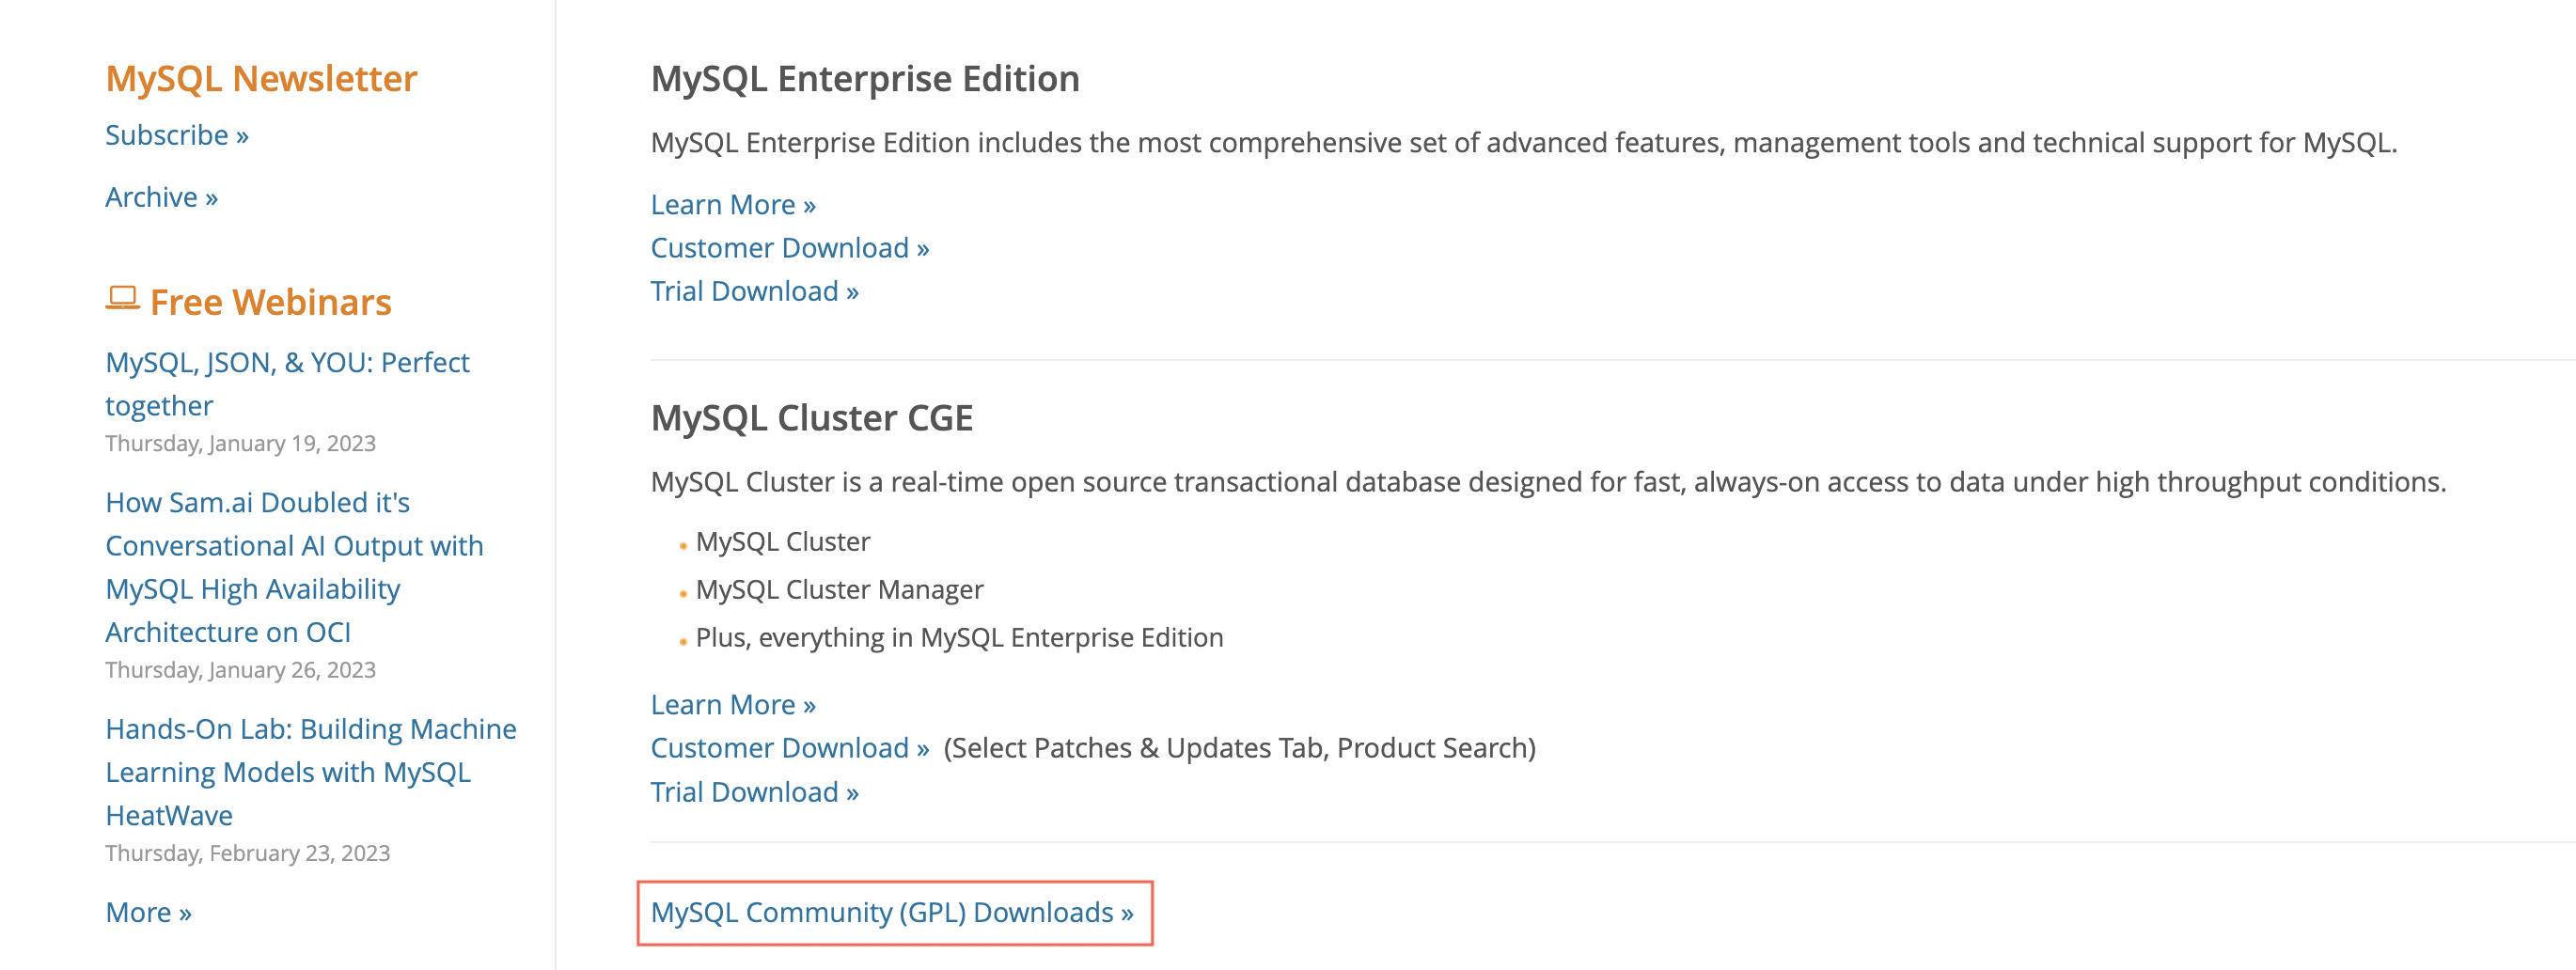 MySQL Newsletter
Subscribe »
Archive »
Free Webinars
MySQL, JSON, & YOU: Perfect
together
Thursday, January 19, 2023
How Sam.ai Doubled it's
Conversational AI Output with
MySQL High Availability
Architecture on OCI
Thursday, January 26, 2023
Hands-On Lab: Building Machine
Learning Models with MySQL
HeatWave
Thursday, February 23, 2023
More »
MySQL Enterprise Edition
MySQL Enterprise Edition includes the most comprehensive set of advanced features, management tools and technical support for MySQL.
Learn More »
Customer Download »
Trial Download »
MySQL Cluster CGE
MySQL Cluster is a real-time open source transactional database designed for fast, always-on access to data under high throughput conditions.
MySQL Cluster
MySQL Cluster Manager
Plus, everything in MySQL Enterprise Edition
Learn More »
Customer Download » (Select Patches & Updates Tab, Product Search)
Trial Download »
MySQL Community (GPL) Downloads »